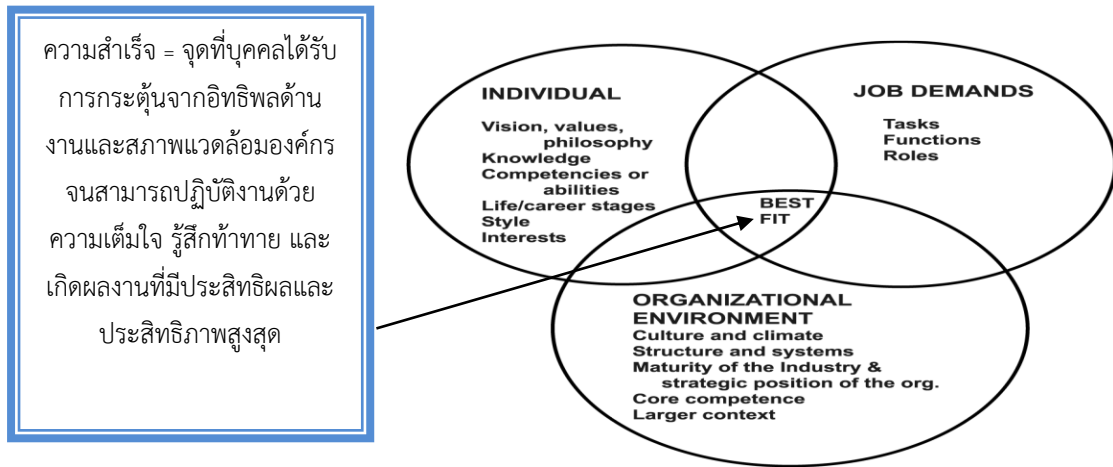 ความสำเร็จ = จุดที่บุคคลได้รับ
การกระตุ้นจากอิทธิพลด้าน
งานและสภาพแวดล้อมองค์กร
จนสามารถปฏิบัติงานด้วย
ความเต็มใจ รู้สึกท้าทาย และ
เกิดผลงานที่มีประสิทธิผลและ
ประสิทธิภาพสูงสุด
INDIVIDUAL
Vision, values,
philosophy
Knowledge
Competencies or
abilities
Life/career stages
Style
Interests
JOB DEMANDS
Tasks
Functions
Roles
BEST
FIT
ORGANIZATIONAL
ENVIRONMENT
Culture and climate
Structure and systems
Maturity of the Industry &
strategic position of the org.
Core competence
Larger context